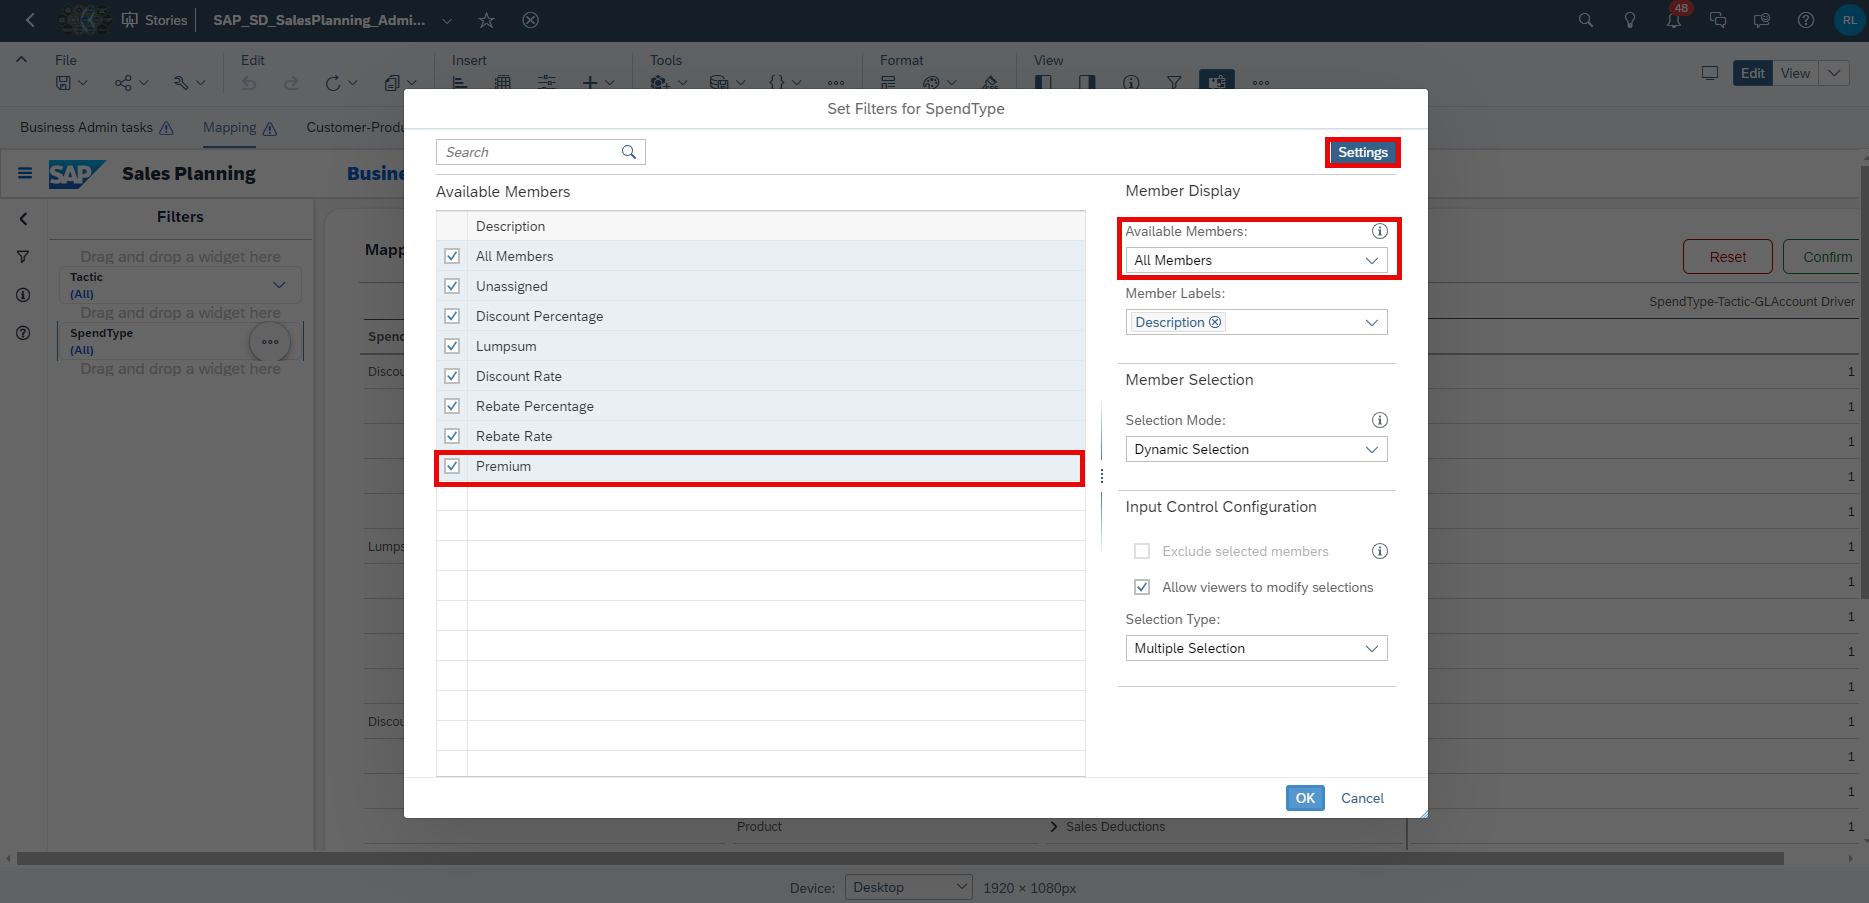 Stories
SAP_SD_SalesPlanning_Admi...
48
RL
File
Edit
Insert
Tools
Format
View
Edit
View
Business Admin tasks
Mapping
Customer-Produ
SAP
Sales Planning
Busine
Filters
Drag and drop a widget here
Tactic
(All)
Drag and drop a widget here
SpendType
(All)
Drag and drop a widget here
Mapp
Reset
Confirm
SpendType-Tactic-GLAccount Driver
Spend
Discou
Lumps
Discou
1
1
1
1
1
1
1
1
1
1
1
1
1
1
Product
Sales Deductions
Set Filters for SpendType
Search
Settings
Available Members
Description
All Members
Unassigned
Discount Percentage
Lumpsum
Discount Rate
Rebate Percentage
Rebate Rate
Premium
Member Display
Available Members:
All Members
Member Labels:
Description
Member Selection
Selection Mode:
Dynamic Selection
Input Control Configuration
Exclude selected members
Allow viewers to modify selections
Selection Type:
Multiple Selection
OK
Cancel
Device:
Desktop
1920 × 1080px